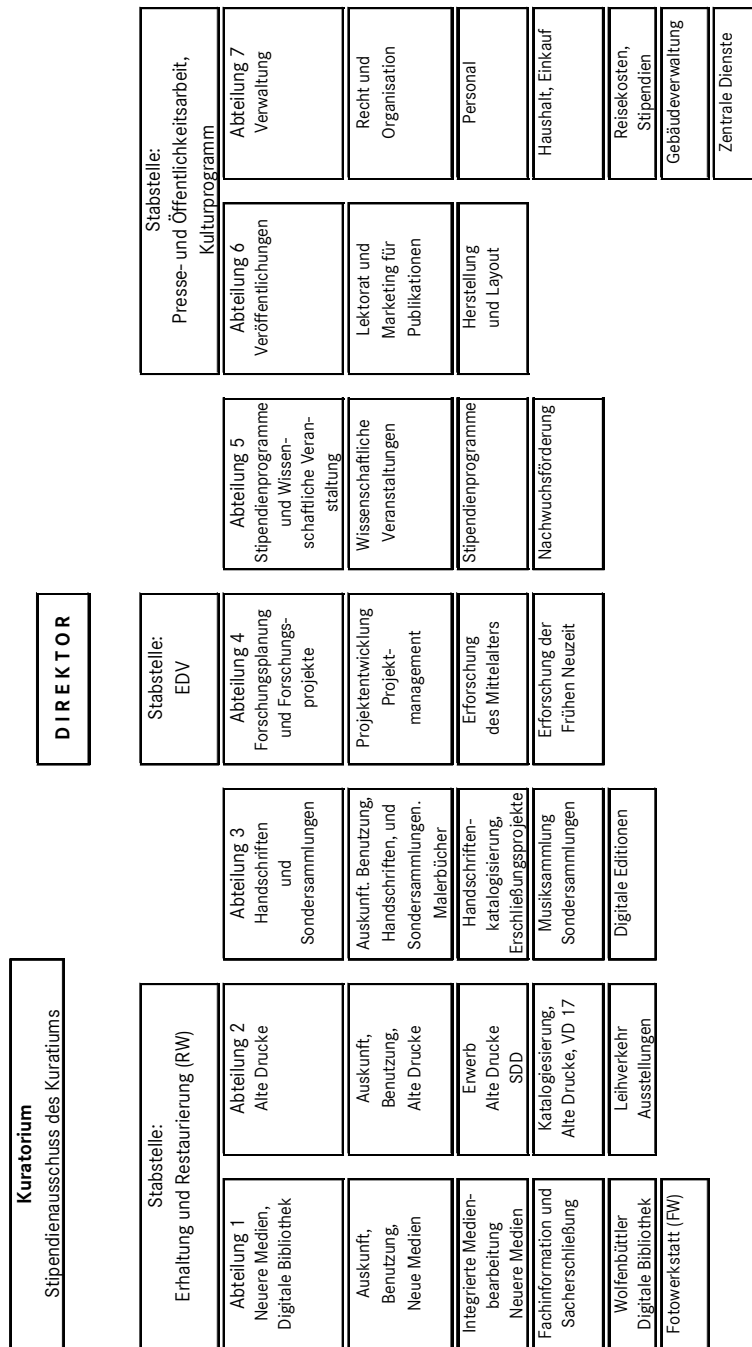 Kuratorium
Stipendienausschuss des Kuratiums
DIREKTOR
Stabstelle:
Erhaltung und Restaurierung (RW)
Stabstelle:
EDV
Stabstelle:
Presse- und Öffentlichkeitsarbeit,
Kulturprogramm
Abteilung 1
Neuere Medien,
Digitale Bibliothek
Auskunft,
Benutzung,
Neue Medien
Integrierte Medien-
bearbeitung
Neuere Medien
Fachinformation und
Sacherschließung
Wolfenbüttler
Digitale Bibliothek
Fotowerkstatt (FW)
Abteilung 2
Alte Drucke
Auskunft,
Benutzung,
Alte Drucke
Erwerb
Alte Drucke
SDD
Katalogiesierung,
Alte Drucke, VD 17
Leihverkehr
Ausstellungen
Abteilung 3
Handschriften
und
Sondersammlungen
Auskunft. Benutzung,
Handschriften, und
Sondersammlungen.
Malerbücher
Handschriften-
katalogisierung,
Erschließungsprojekte
Musiksammlung
Sondersammlungen
Digitale Editionen
Abteilung 4
Forschungsplanung
und Forschungs-
projekte
Projektentwicklung
Projekt-
management
Erforschung
des Mittelalters
Erforschung der
Frühen Neuzeit
Abteilung 5
Stipendienprogramme
und Wissen-
schaftliche Veran-
staltung
Wissenschaftliche
Veranstaltungen
Stipendienprogramme
Nachwuchsförderung
Abteilung 6
Veröffentlichungen
Lektorat und
Marketing für
Publikationen
Herstellung
und Layout
Abteilung 7
Verwaltung
Recht und
Organisation
Personal
Haushalt, Einkauf
Reisekosten,
Stipendien
Gebäudeverwaltung
Zentrale Dienste